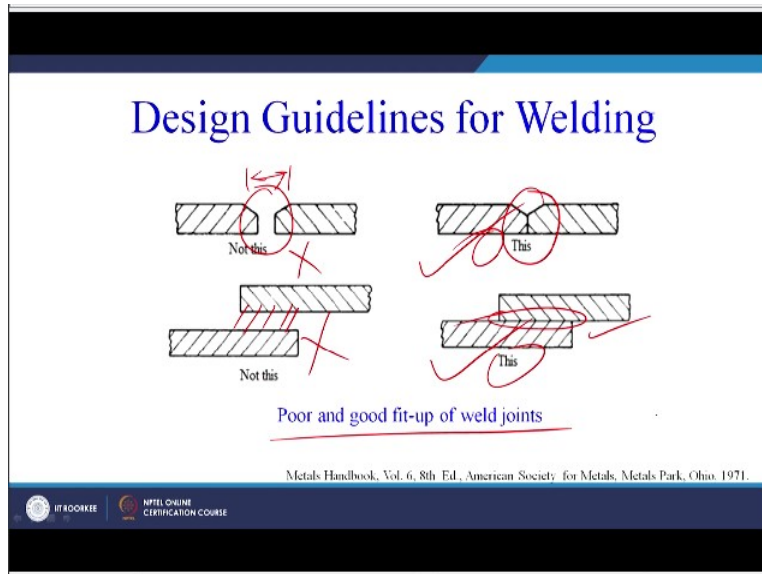 Design Guidelines for Welding
Not this
This
Not this
This
Poor and good fit-up of weld joints
Metals Handbook, Vol. 6, 8th Ed., American Society for Metals, Metals Park, Ohio. 1971.
IIT ROORKEE
NPTEL ONLINE
CERTIFICATION COURSE